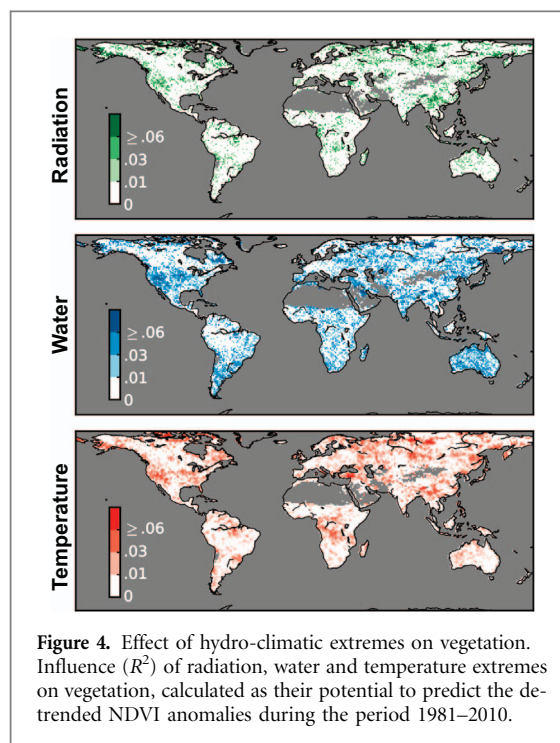 Radiation
≥.06
.03
.01
0
Water
≥.06
.03
.01
0
Temperature
≥.06
.03
.01
0
Figure 4. Effect of hydro-climatic extremes on vegetation.
Influence (R²) of radiation, water and temperature extremes
on vegetation, calculated as their potential to predict the de-
trended NDVI anomalies during the period 1981–2010.